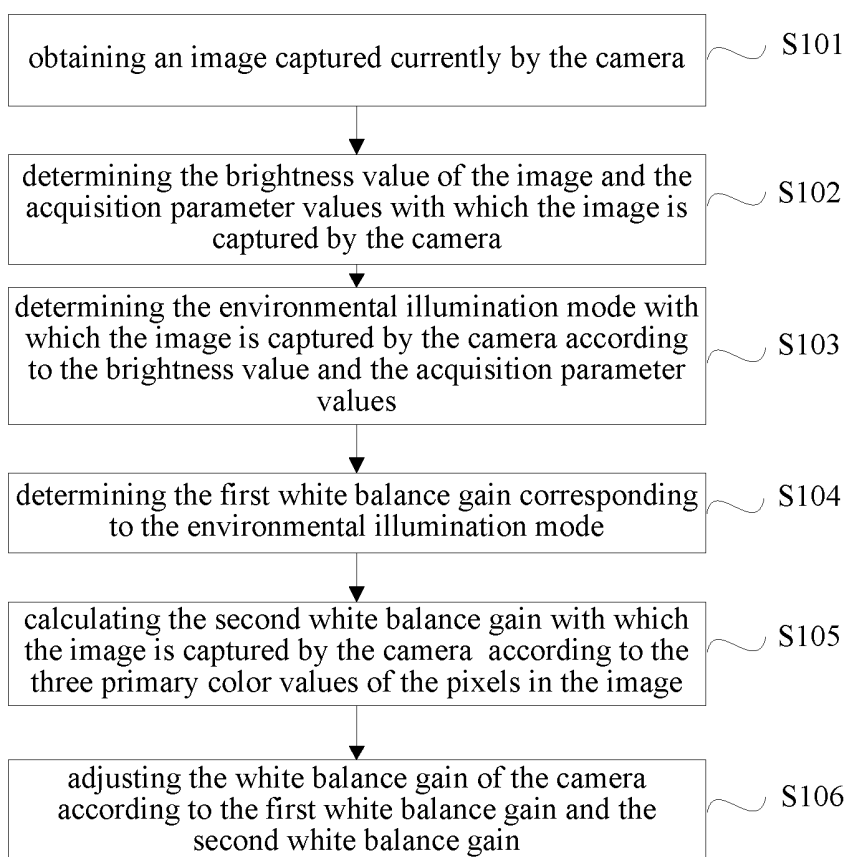 obtaining an image captured currently by the camera
S101
determining the brightness value of the image and the
acquisition parameter values with which the image is
captured by the camera
S102
determining the environmental illumination mode with
which the image is captured by the camera according
to the brightness value and the acquisition parameter
values
S103
determining the first white balance gain corresponding
to the environmental illumination mode
S104
calculating the second white balance gain with which
the image is captured by the camera according to the
three primary color values of the pixels in the image
S105
adjusting the white balance gain of the camera
according to the first white balance gain and the
second white balance gain
S106